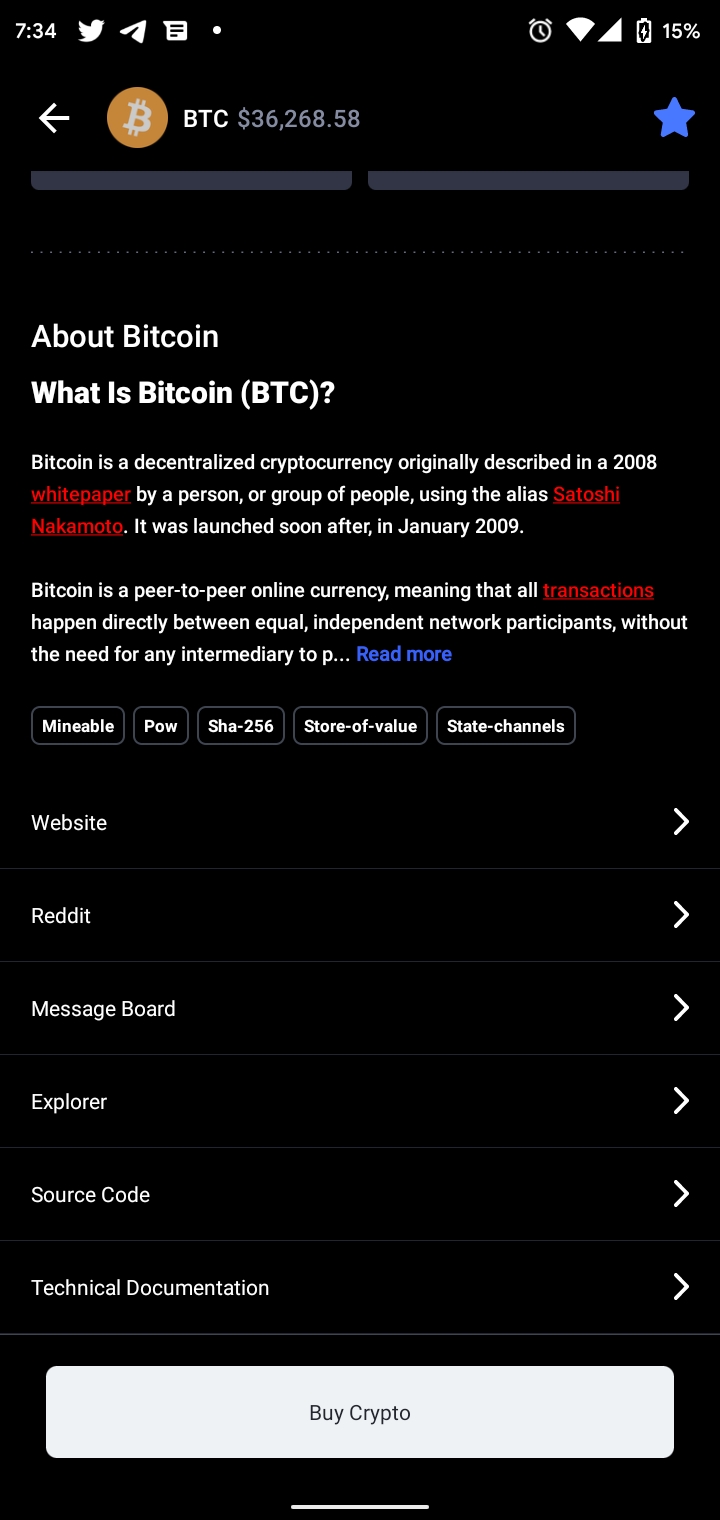 7:34
15%
BTC $36,268.58
About Bitcoin
What Is Bitcoin (BTC)?
Bitcoin is a decentralized cryptocurrency originally described in a 2008
whitepaper by a person, or group of people, using the alias Satoshi
Nakamoto. It was launched soon after, in January 2009.
Bitcoin is a peer-to-peer online currency, meaning that all transactions
happen directly between equal, independent network participants, without
the need for any intermediary to p... Read more
Mineable Pow Sha-256 Store-of-value State-channels
Website
Reddit
Message Board
Explorer
Source Code
Technical Documentation
Buy Crypto